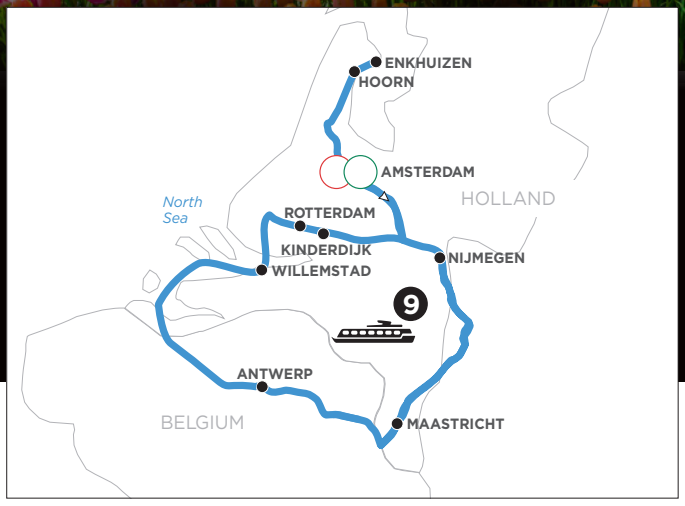 ENKHUIZEN
HOORN
AMSTERDAM
HOLLAND
North
Sea
ROTTERDAM
KINDERDIJK
NIJMEGEN
WILLEMSTAD
9
ANTWERP
BELGIUM
MAASTRICHT